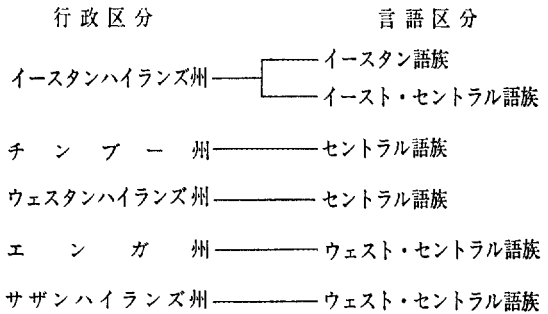 行政区分 言語区分
イースタンハイランズ州 イースタン語族
イースト・セントラル語族
チンブー州 セントラル語族
ウェスタンハイランズ州 セントラル語族
エンガ州 ウェスト・セントラル語族
サザンハイランズ州 ウェスト・セントラル語族